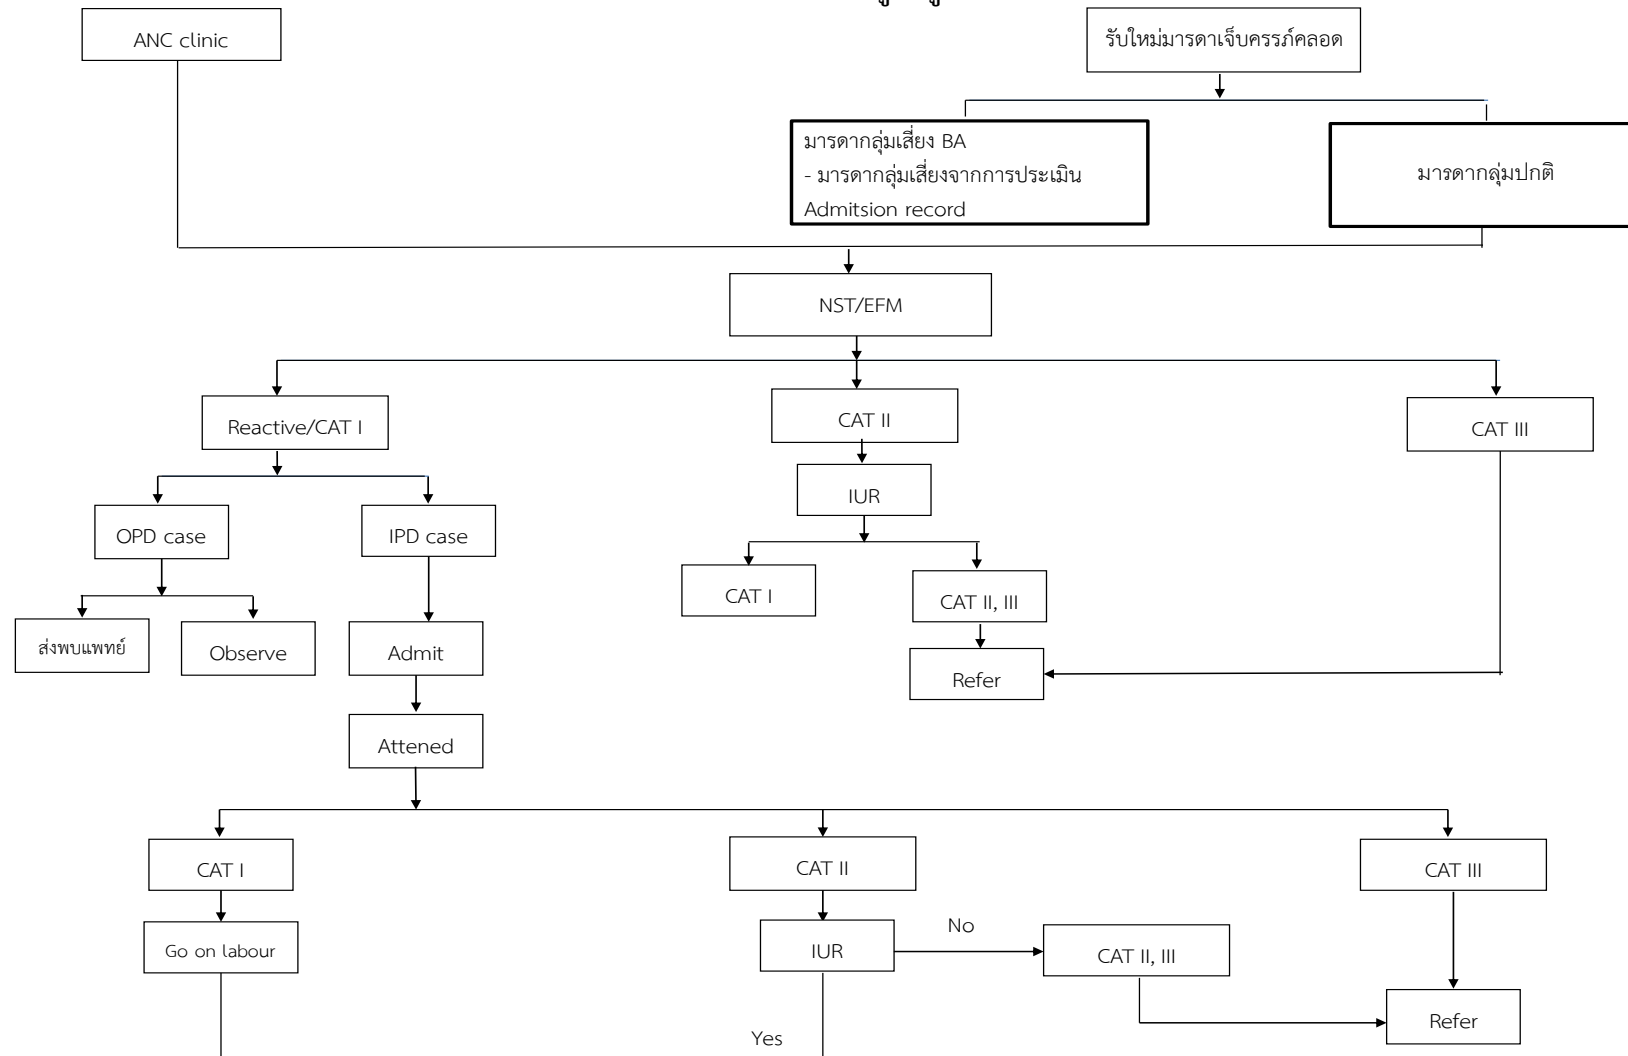 ANC clinic
รับใหม่มารดาเจ็บครรภ์คลอด
มารดากลุ่มเสี่ยง BA
- มารดากลุ่มเสี่ยงจากการประเมิน
Admitsion record
มารดากลุ่มปกติ
NST/EFM
Reactive/CAT I
CAT II
CAT III
IUR
OPD case
IPD case
CAT I
CAT II, III
ส่งพบแพทย์
Observe
Admit
Refer
Attened
CAT I
CAT II
CAT III
Go on labour
IUR
No
CAT II, III
Refer
Yes